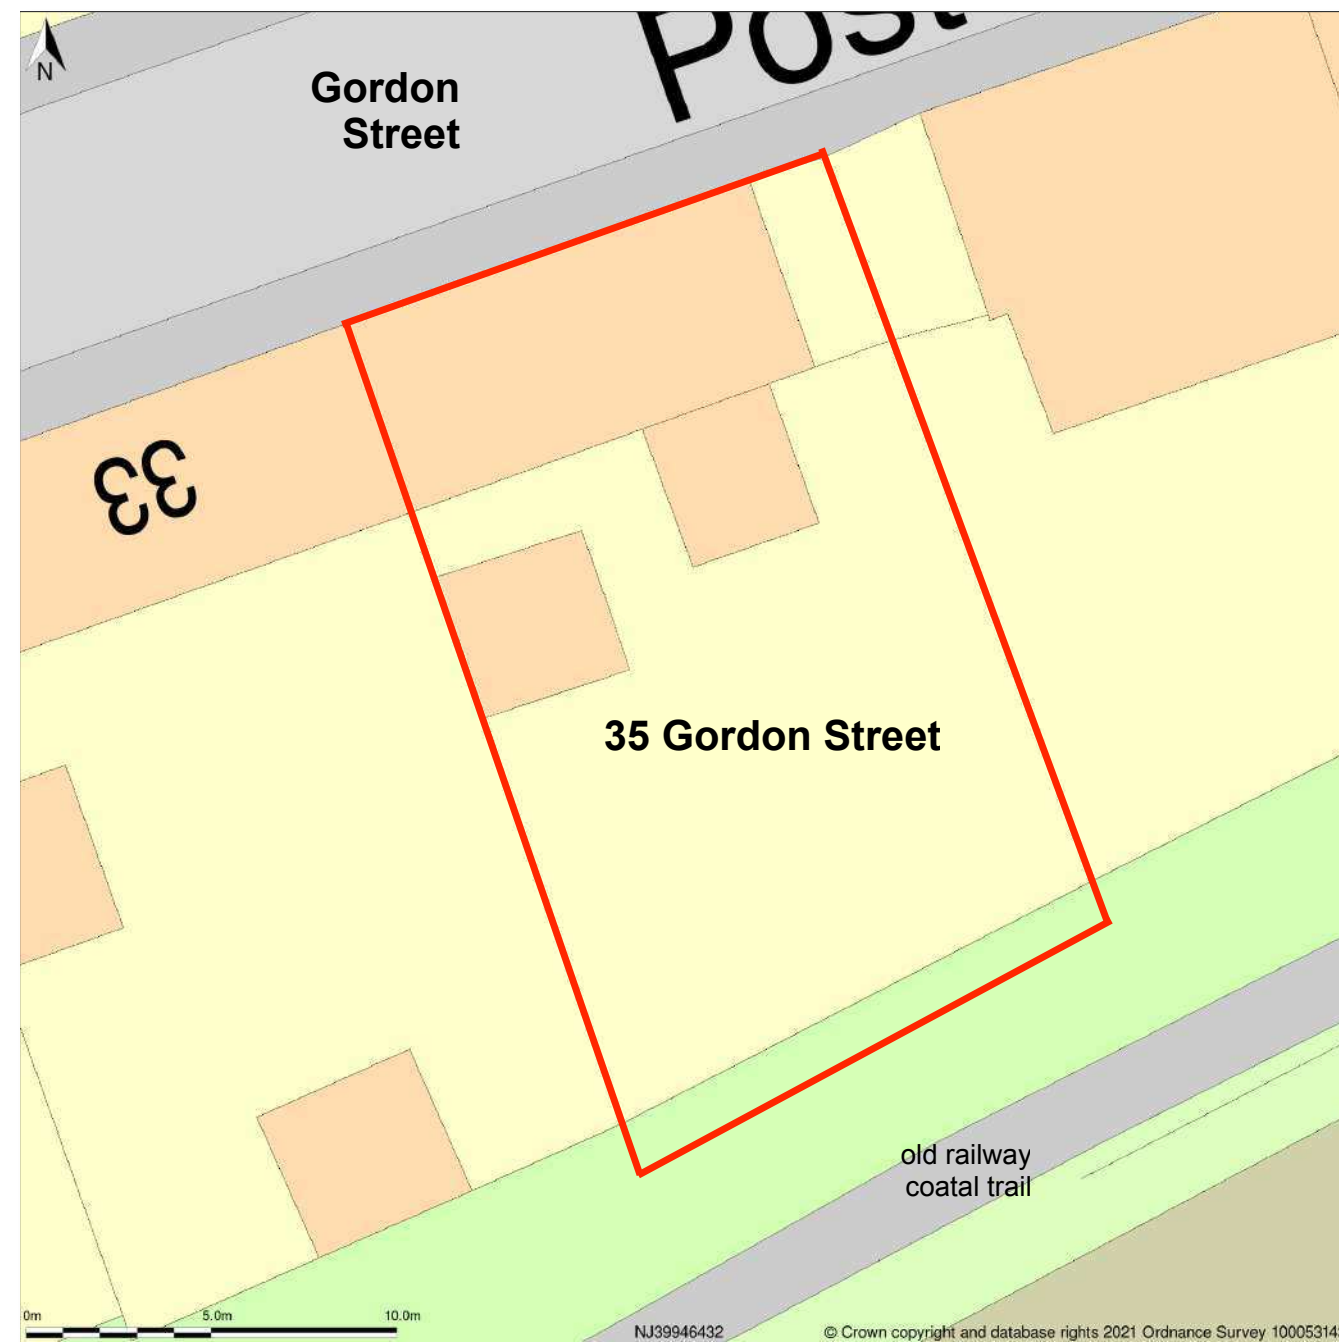 Post
N
Gordon
Street
33
35 Gordon Street
old railway
coatal trail
0m 5.0m 10.0m
NJ39946432
© Crown copyright and database rights 2021 Ordnance Survey 10005314